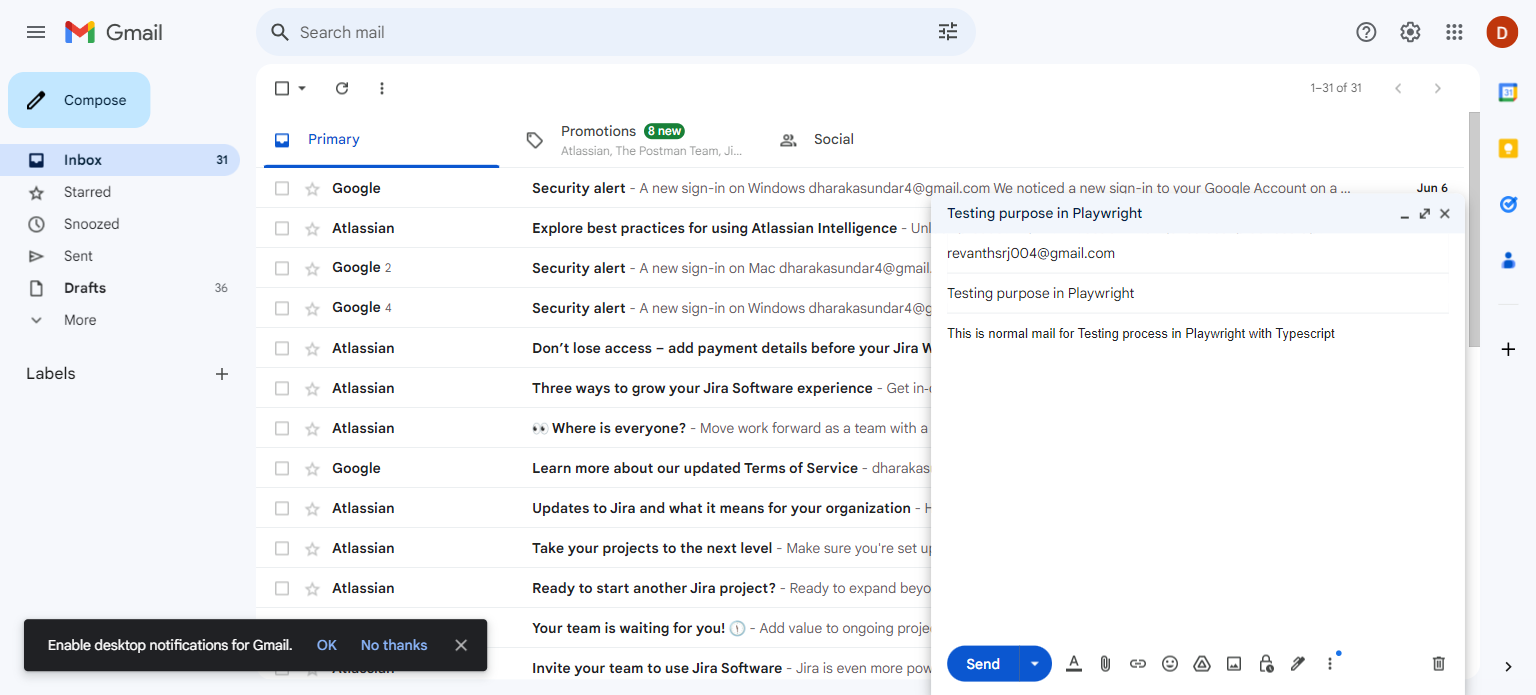 Gmail
Search mail
D
Compose
1–31 of 31
31
Primary
Promotions 8 new
Atlassian, The Postman Team, Ji...
Social
Inbox 31
Starred
Snoozed
Sent
Drafts 36
More
Labels
Google Security alert - A new sign-in on Windows dharakasundar4@gmail.com We noticed a new sign-in to your Google Account on a ... Jun 6
Atlassian Explore best practices for using Atlassian Intelligence - Unl
Google 2 Security alert - A new sign-in on Mac dharakasundar4@gmail.
Google 4 Security alert - A new sign-in on Windows dharakasundar4@g
Atlassian Don’t lose access – add payment details before your Jira W
Atlassian Three ways to grow your Jira Software experience - Get in-
Atlassian 👀 Where is everyone? - Move work forward as a team with a
Google Learn more about our updated Terms of Service - dharakas
Atlassian Updates to Jira and what it means for your organization - H
Atlassian Take your projects to the next level - Make sure you're set up
Atlassian Ready to start another Jira project? - Ready to expand beyo
Your team is waiting for you! 🕥 - Add value to ongoing proje
Invite your team to use Jira Software - Jira is even more pow
Testing purpose in Playwright
revanthsrj004@gmail.com
Testing purpose in Playwright
This is normal mail for Testing process in Playwright with Typescript
Send
Enable desktop notifications for Gmail. OK No thanks